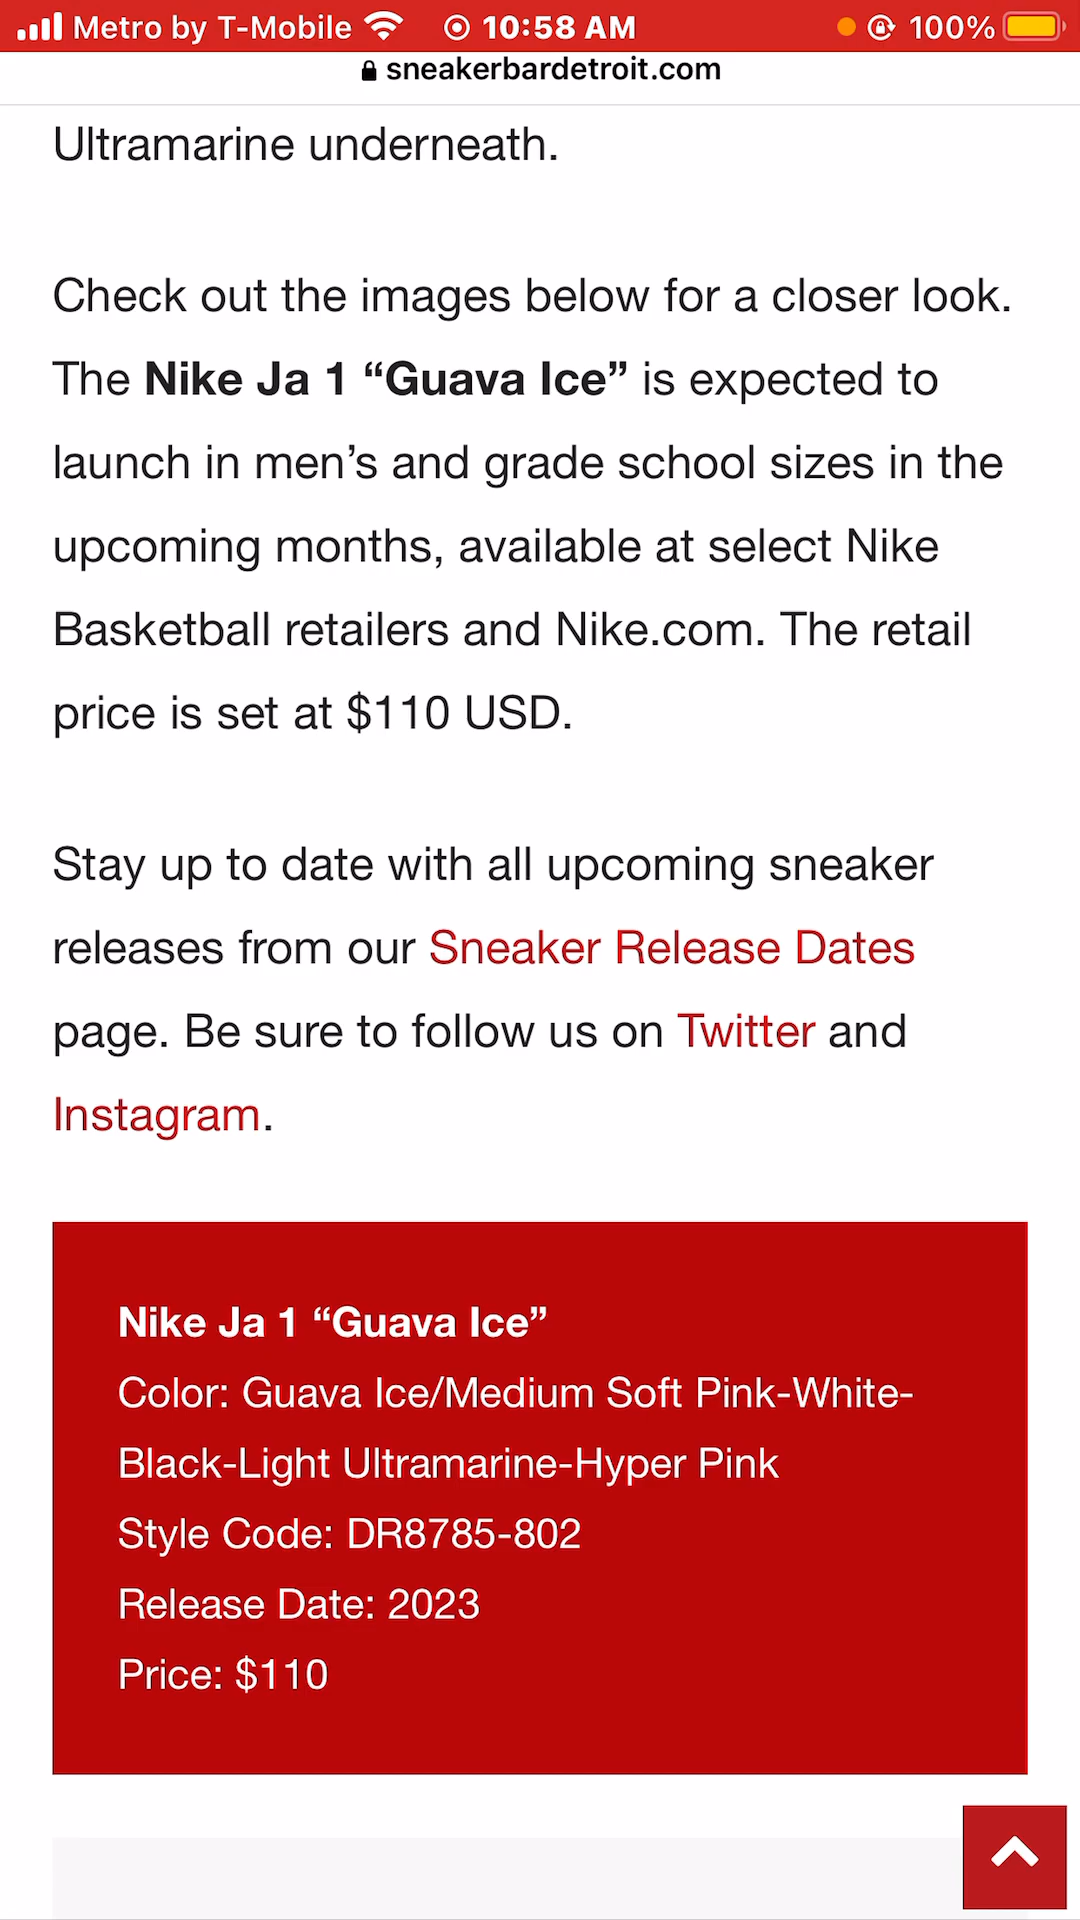 Metro by T-Mobile 10:58 AM 100%
sneakerbardetroit.com
Ultramarine underneath.
Check out the images below for a closer look.
The Nike Ja 1 “Guava Ice” is expected to
launch in men’s and grade school sizes in the
upcoming months, available at select Nike
Basketball retailers and Nike.com. The retail
price is set at $110 USD.
Stay up to date with all upcoming sneaker
releases from our Sneaker Release Dates
page. Be sure to follow us on Twitter and
Instagram.
Nike Ja 1 “Guava Ice”
Color: Guava Ice/Medium Soft Pink-White-
Black-Light Ultramarine-Hyper Pink
Style Code: DR8785-802
Release Date: 2023
Price: $110